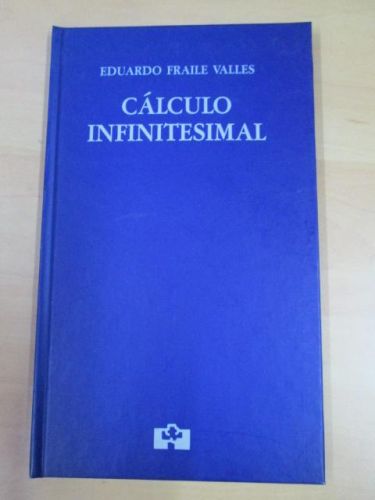 EDUARDO FRAILE VALLES
CÁLCULO
INFINITESIMAL